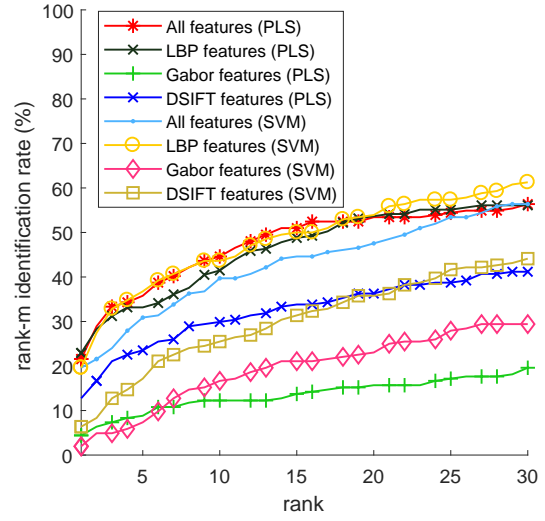 rank-m identification rate (%)
100
90
80
70
60
50
40
30
20
10
0
All features (PLS)
LBP features (PLS)
Gabor features (PLS)
DSIFT features (PLS)
All features (SVM)
LBP features (SVM)
Gabor features (SVM)
DSIFT features (SVM)
5 10 15 20 25 30
rank